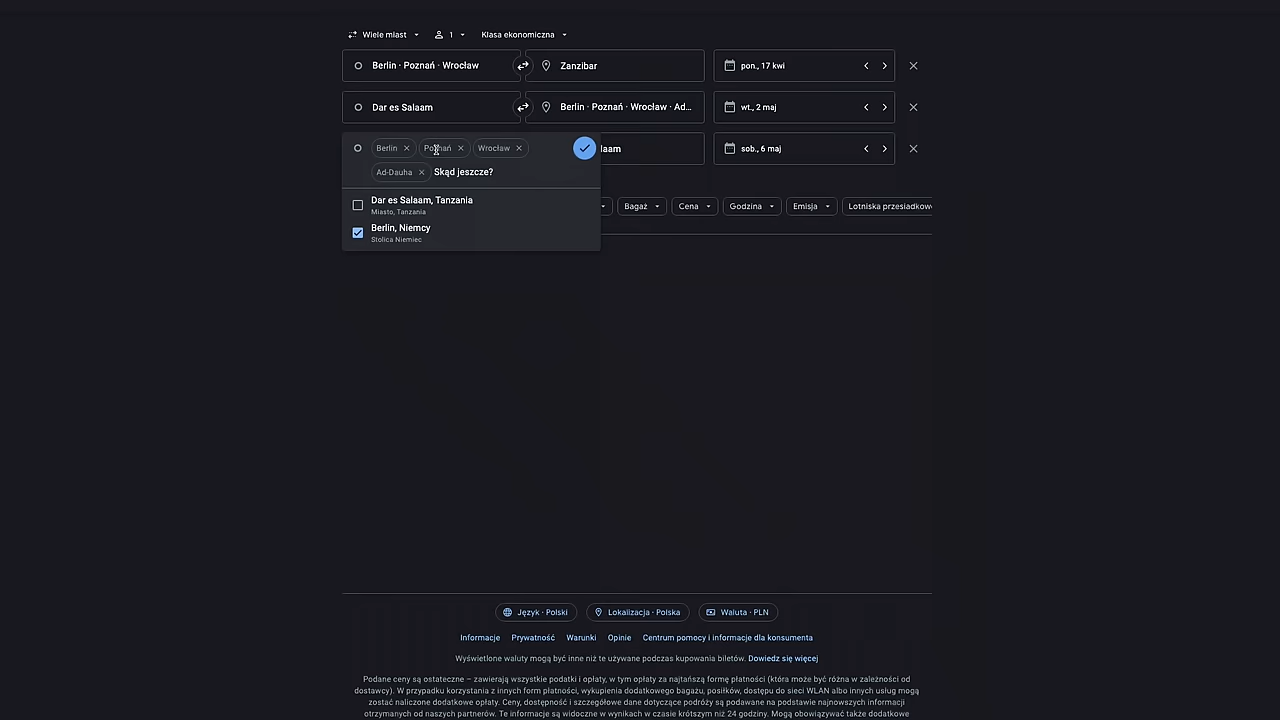 Wiele miast 1 Klasa ekonomiczna
Berlin · Poznań · Wrocław Zanzibar pon., 17 kwi
Dar es Salaam Berlin · Poznań · Wrocław · Ad... wt., 2 maj
Berlin Poznań Wrocław laam sob., 6 maj
Ad-Dauha Skąd jeszcze?
Dar es Salaam, Tanzania
Miasto, Tanzania
Bagaż Cena Godzina Emisja Lotniska przesiadkow
Berlin, Niemcy
Stolica Niemiec
Język · Polski Lokalizacja · Polska Waluta · PLN
Informacje Prywatność Warunki Opinie Centrum pomocy i informacje dla konsumenta
Wyświetlone waluty mogą być inne niż te używane podczas kupowania biletów. Dowiedz się więcej
Podane ceny są ostateczne – zawierają wszystkie podatki i opłaty, w tym opłaty za najtańszą formę płatności (która może być różna w zależności od
dostawcy). W przypadku korzystania z innych form płatności, wykupienia dodatkowego bagażu, posiłków, dostępu do sieci WLAN albo innych usług mogą
zostać naliczone dodatkowe opłaty. Ceny, dostępność i szczegółowe dane dotyczące podróży są podawane na podstawie najnowszych informacji
otrzymanych od naszych partnerów. Te informacje są widoczne w wynikach w czasie krótszym niż 24 godziny. Mogą obowiązywać także dodatkowe